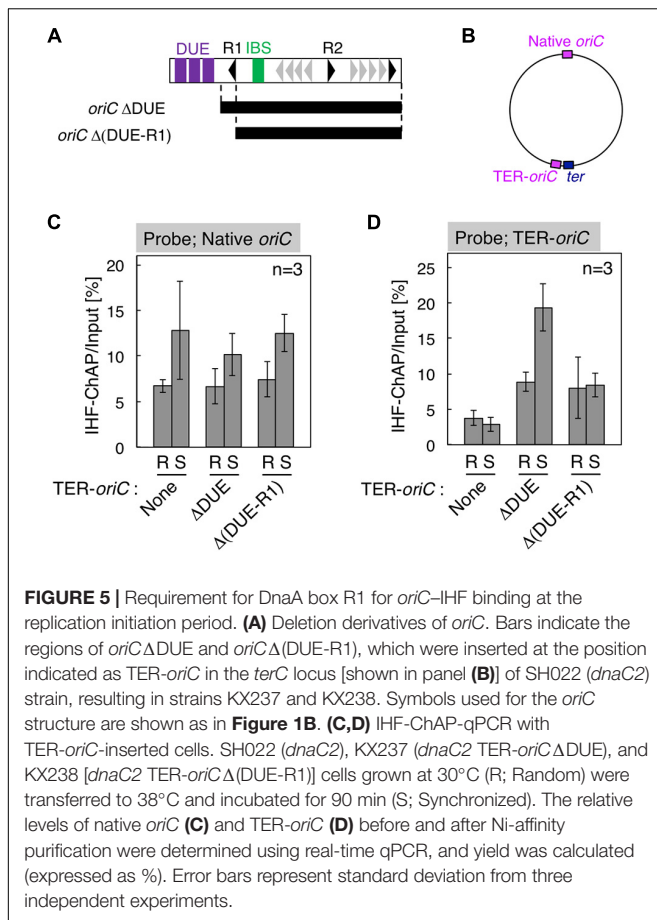 A
B
DUE R1 IBS R2
oriC ΔDUE
oriC Δ(DUE-R1)
Native oriC
TER-oriC ter
C
Probe; Native oriC
n=3
IHF-ChAP/Input [%]
20
15
10
5
0
R S R S R S
TER-oriC :
None
ΔDUE
Δ(DUE-R1)
D
Probe; TER-oriC
n=3
IHF-ChAP/Input [%]
25
20
15
10
5
0
R S R S R S
TER-oriC :
None
ΔDUE
Δ(DUE-R1)
FIGURE 5 | Requirement for DnaA box R1 for oriC–IHF binding at the
replication initiation period. (A) Deletion derivatives of oriC. Bars indicate the
regions of oriCΔDUE and oriCΔ(DUE-R1), which were inserted at the position
indicated as TER-oriC in the terC locus [shown in panel (B)] of SH022 (dnaC2)
strain, resulting in strains KX237 and KX238. Symbols used for the oriC
structure are shown as in Figure 1B. (C,D) IHF-ChAP-qPCR with
TER-oriC-inserted cells. SH022 (dnaC2), KX237 (dnaC2 TER-oriCΔDUE), and
KX238 [dnaC2 TER-oriCΔ(DUE-R1)] cells grown at 30°C (R; Random) were
transferred to 38°C and incubated for 90 min (S; Synchronized). The relative
levels of native oriC (C) and TER-oriC (D) before and after Ni-affinity
purification were determined using real-time qPCR, and yield was calculated
(expressed as %). Error bars represent standard deviation from three
independent experiments.